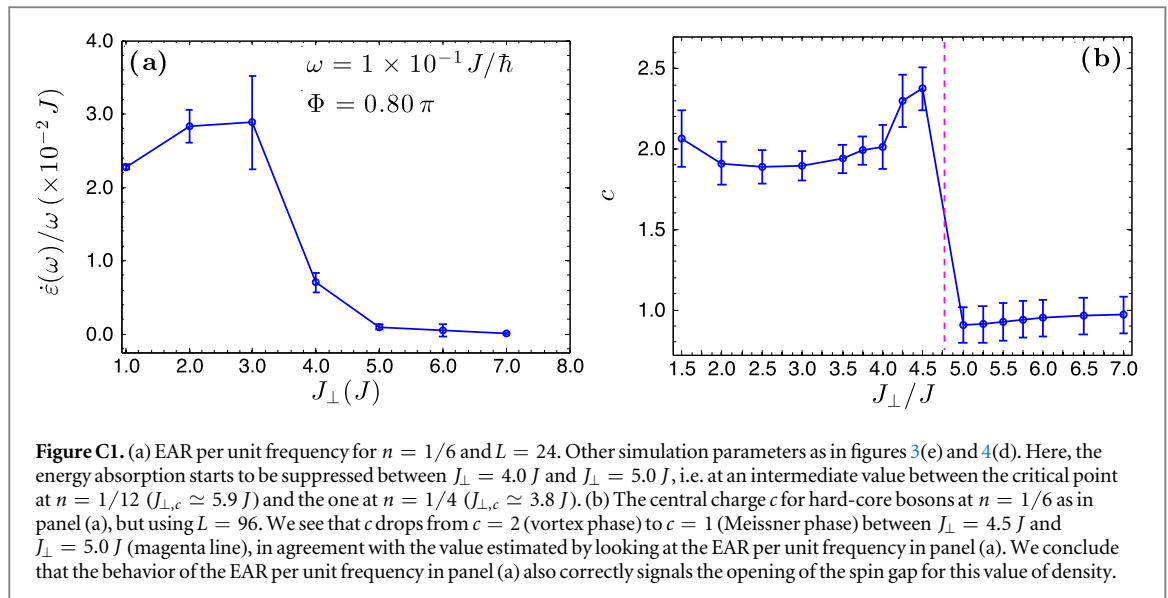 (a)
ω = 1 × 10⁻¹ J/ħ
Φ = 0.80 π
4.0
3.0
2.0
1.0
0.0
ε̇(ω)/ω (×10⁻² J)
1.0 2.0 3.0 4.0 5.0 6.0 7.0 8.0
J⊥(J)
(b)
2.5
2.0
1.5
1.0
c
1.5 2.0 2.5 3.0 3.5 4.0 4.5 5.0 5.5 6.0 6.5 7.0
J⊥/J
Figure C1. (a) EAR per unit frequency for n = 1/6 and L = 24. Other simulation parameters as in figures 3(e) and 4(d). Here, the
energy absorption starts to be suppressed between J⊥ = 4.0 J and J⊥ = 5.0 J, i.e. at an intermediate value between the critical point
at n = 1/12 (J⊥,c ≃ 5.9 J) and the one at n = 1/4 (J⊥,c ≃ 3.8 J). (b) The central charge c for hard-core bosons at n = 1/6 as in
panel (a), but using L = 96. We see that c drops from c = 2 (vortex phase) to c = 1 (Meissner phase) between J⊥ = 4.5 J and
J⊥ = 5.0 J (magenta line), in agreement with the value estimated by looking at the EAR per unit frequency in panel (a). We conclude
that the behavior of the EAR per unit frequency in panel (a) also correctly signals the opening of the spin gap for this value of density.